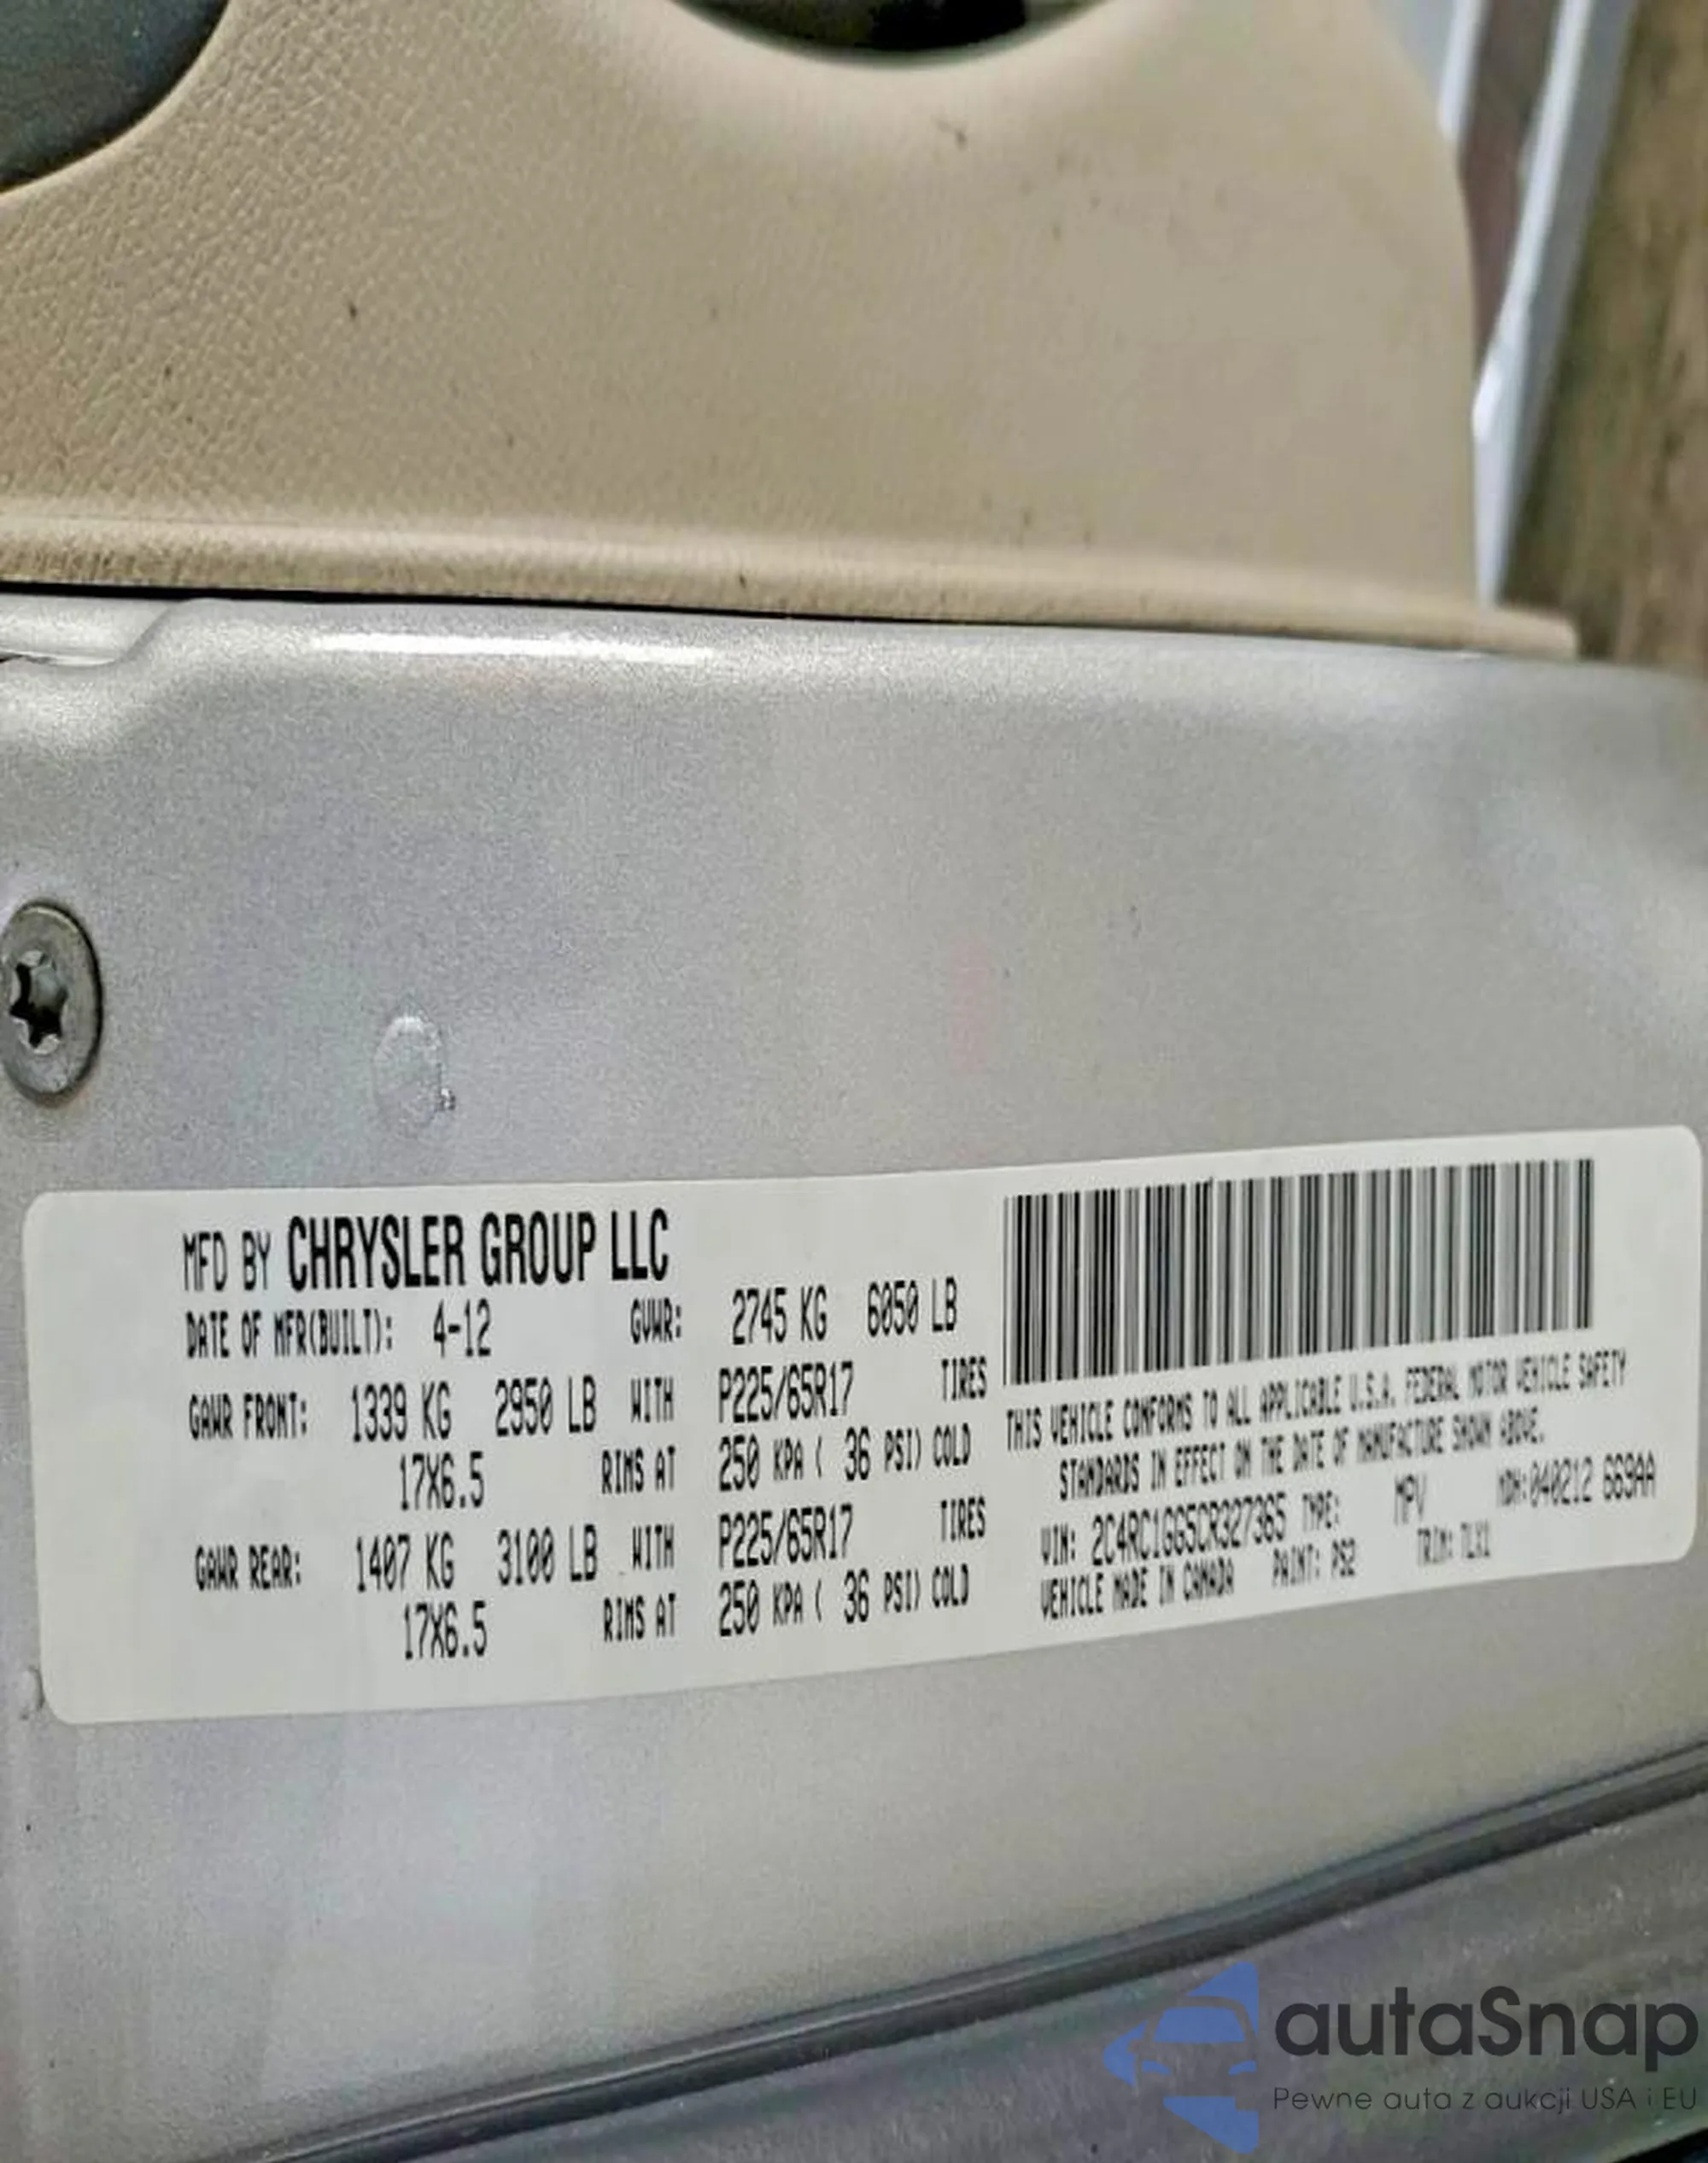 MFD BY CHRYSLER GROUP LLC
DATE OF MFR(BUILT): 4-12 GVWR: 2745 KG 6050 LB
GAWR FRONT: 1339 KG 2950 LB WITH P225/65R17 TIRES
17X6.5 RIMS AT 250 KPA ( 36 PSI) COLD
GAWR REAR: 1407 KG 3100 LB WITH P225/65R17 TIRES
17X6.5 RIMS AT 250 KPA ( 36 PSI) COLD
THIS VEHICLE CONFORMS TO ALL APPLICABLE U.S.A. FEDERAL MOTOR VEHICLE SAFETY
STANDARDS IN EFFECT ON THE DATE OF MANUFACTURE SHOWN ABOVE.
VIN: 2C4RC1GG5CR327365 TYPE: MPV MDH:040212 669AA
VEHICLE MADE IN CANADA PAINT: PS2 TRIM: TLX1
autaSnap
Pewne auta z aukcji USA i EU